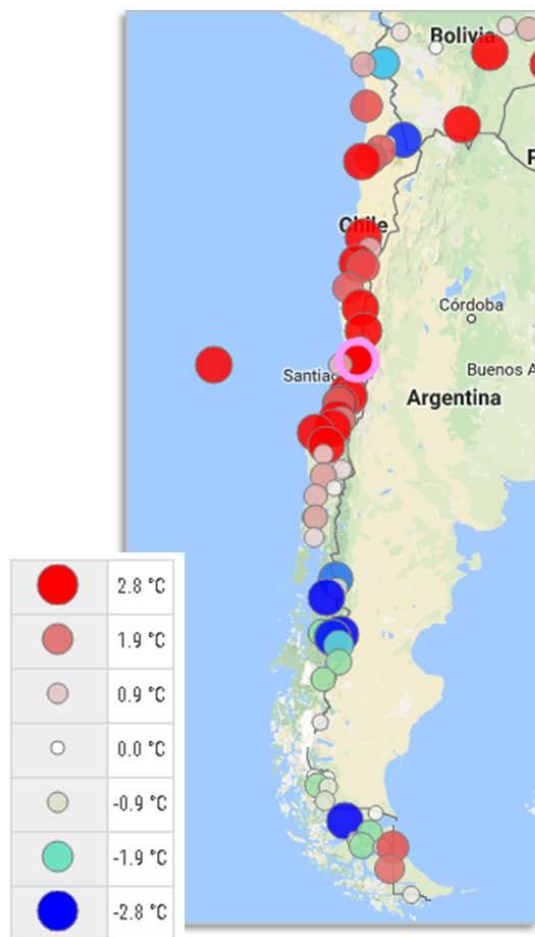 Bolivia
Chile
Córdoba
Santia
Buenos A
Argentina
2.8 °C
1.9 °C
0.9 °C
0.0 °C
-0.9 °C
-1.9 °C
-2.8 °C